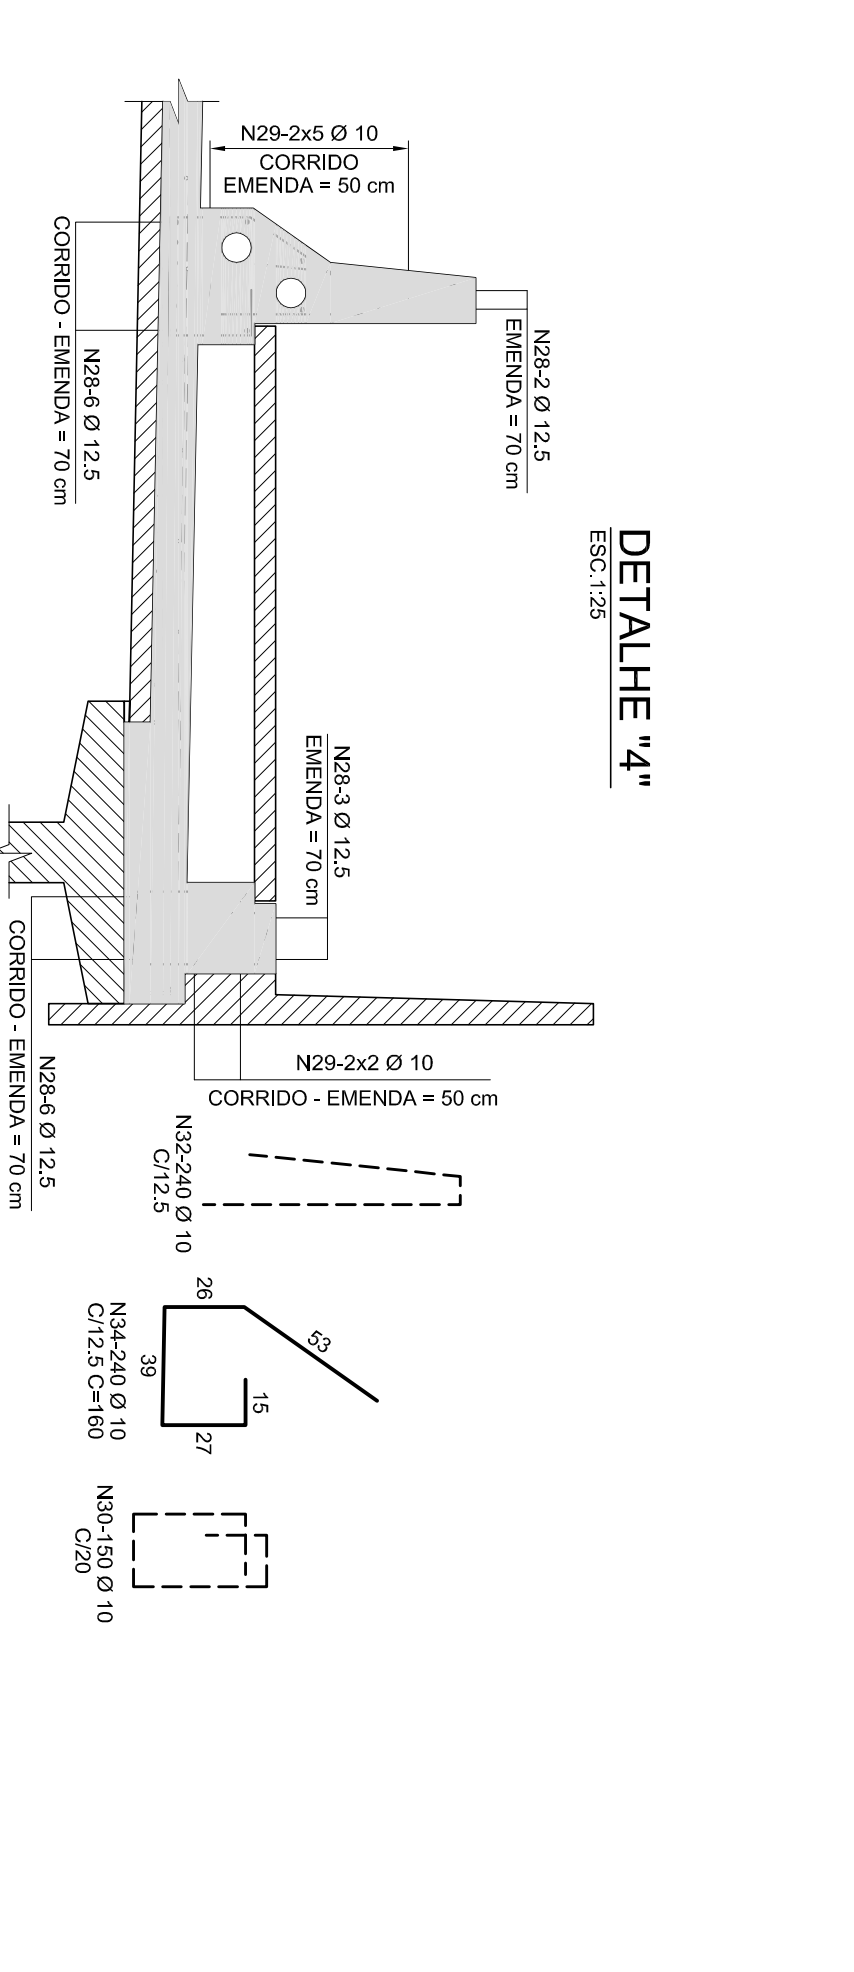 DETALHE "4"
ESC.1:25
N29-2x5 Ø 10
CORRIDO
EMENDA = 50 cm
N28-2 Ø 12.5
EMENDA = 70 cm
N28-6 Ø 12.5
CORRIDO - EMENDA = 70 cm
N28-3 Ø 12.5
EMENDA = 70 cm
N28-6 Ø 12.5
CORRIDO - EMENDA = 70 cm
N29-2x2 Ø 10
CORRIDO - EMENDA = 50 cm
N32-240 Ø 10
C/12.5
26
53
39
15
27
N34-240 Ø 10
C/12.5 C=160
N30-150 Ø 10
C/20